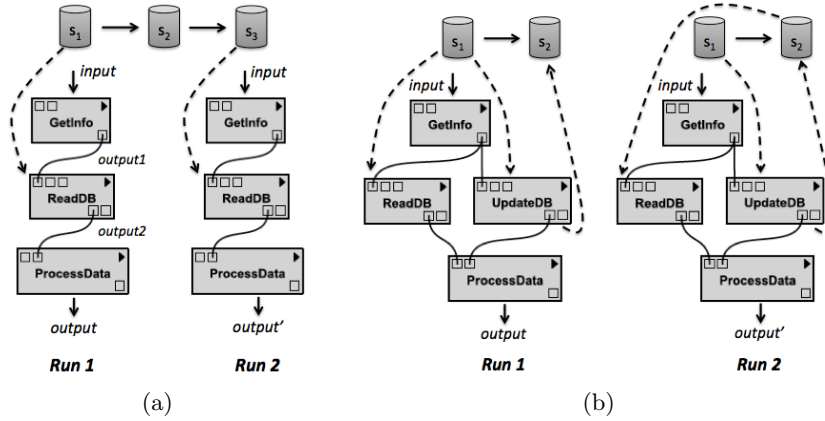 s1
s2
s3
input
GetInfo
output1
ReadDB
output2
ProcessData
output
Run 1
input
GetInfo
ReadDB
ProcessData
output'
Run 2
(a)
s1
s2
input
GetInfo
ReadDB
UpdateDB
ProcessData
output
Run 1
s1
s2
input
GetInfo
ReadDB
UpdateDB
ProcessData
output'
Run 2
(b)